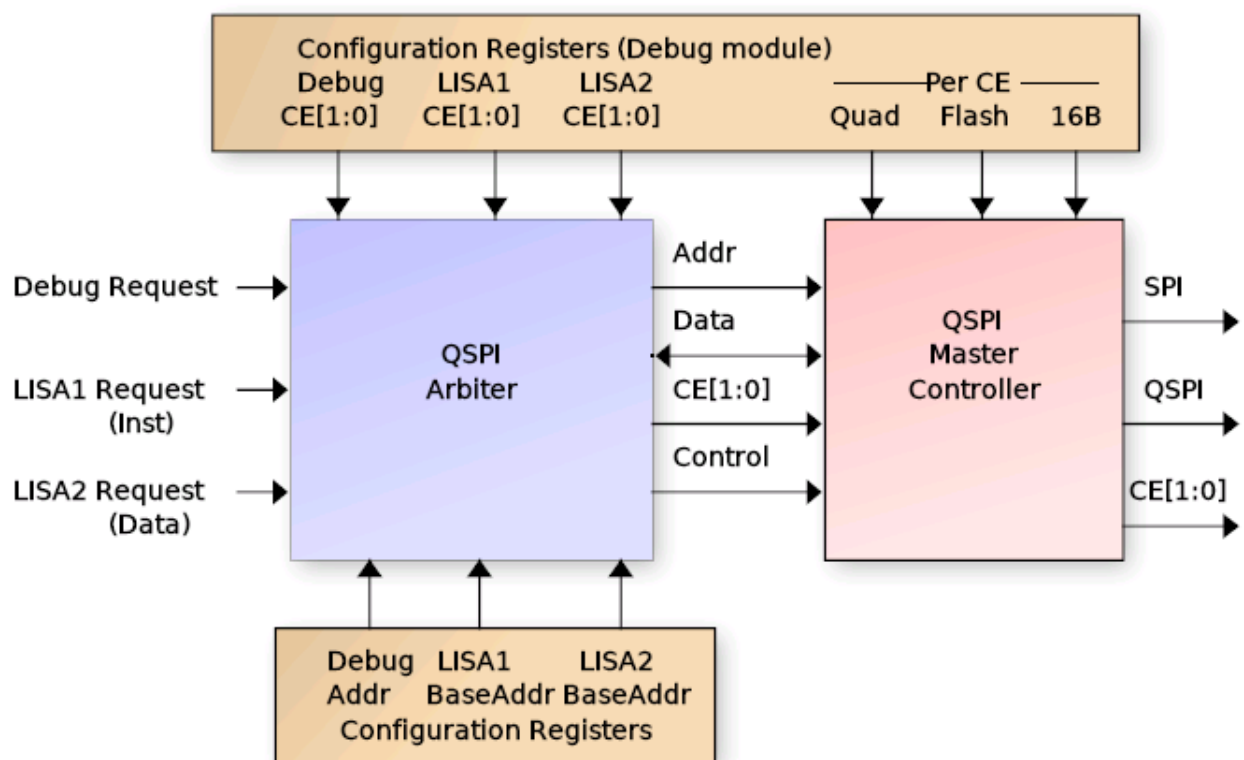 Configuration Registers (Debug module)
Debug LISA1 LISA2 Per CE
CE[1:0] CE[1:0] CE[1:0] Quad Flash 16B
Debug Request
LISA1 Request
(Inst)
LISA2 Request
(Data)
QSPI
Arbiter
Addr
Data
CE[1:0]
Control
QSPI
Master
Controller
SPI
QSPI
CE[1:0]
Debug LISA1 LISA2
Addr BaseAddr BaseAddr
Configuration Registers